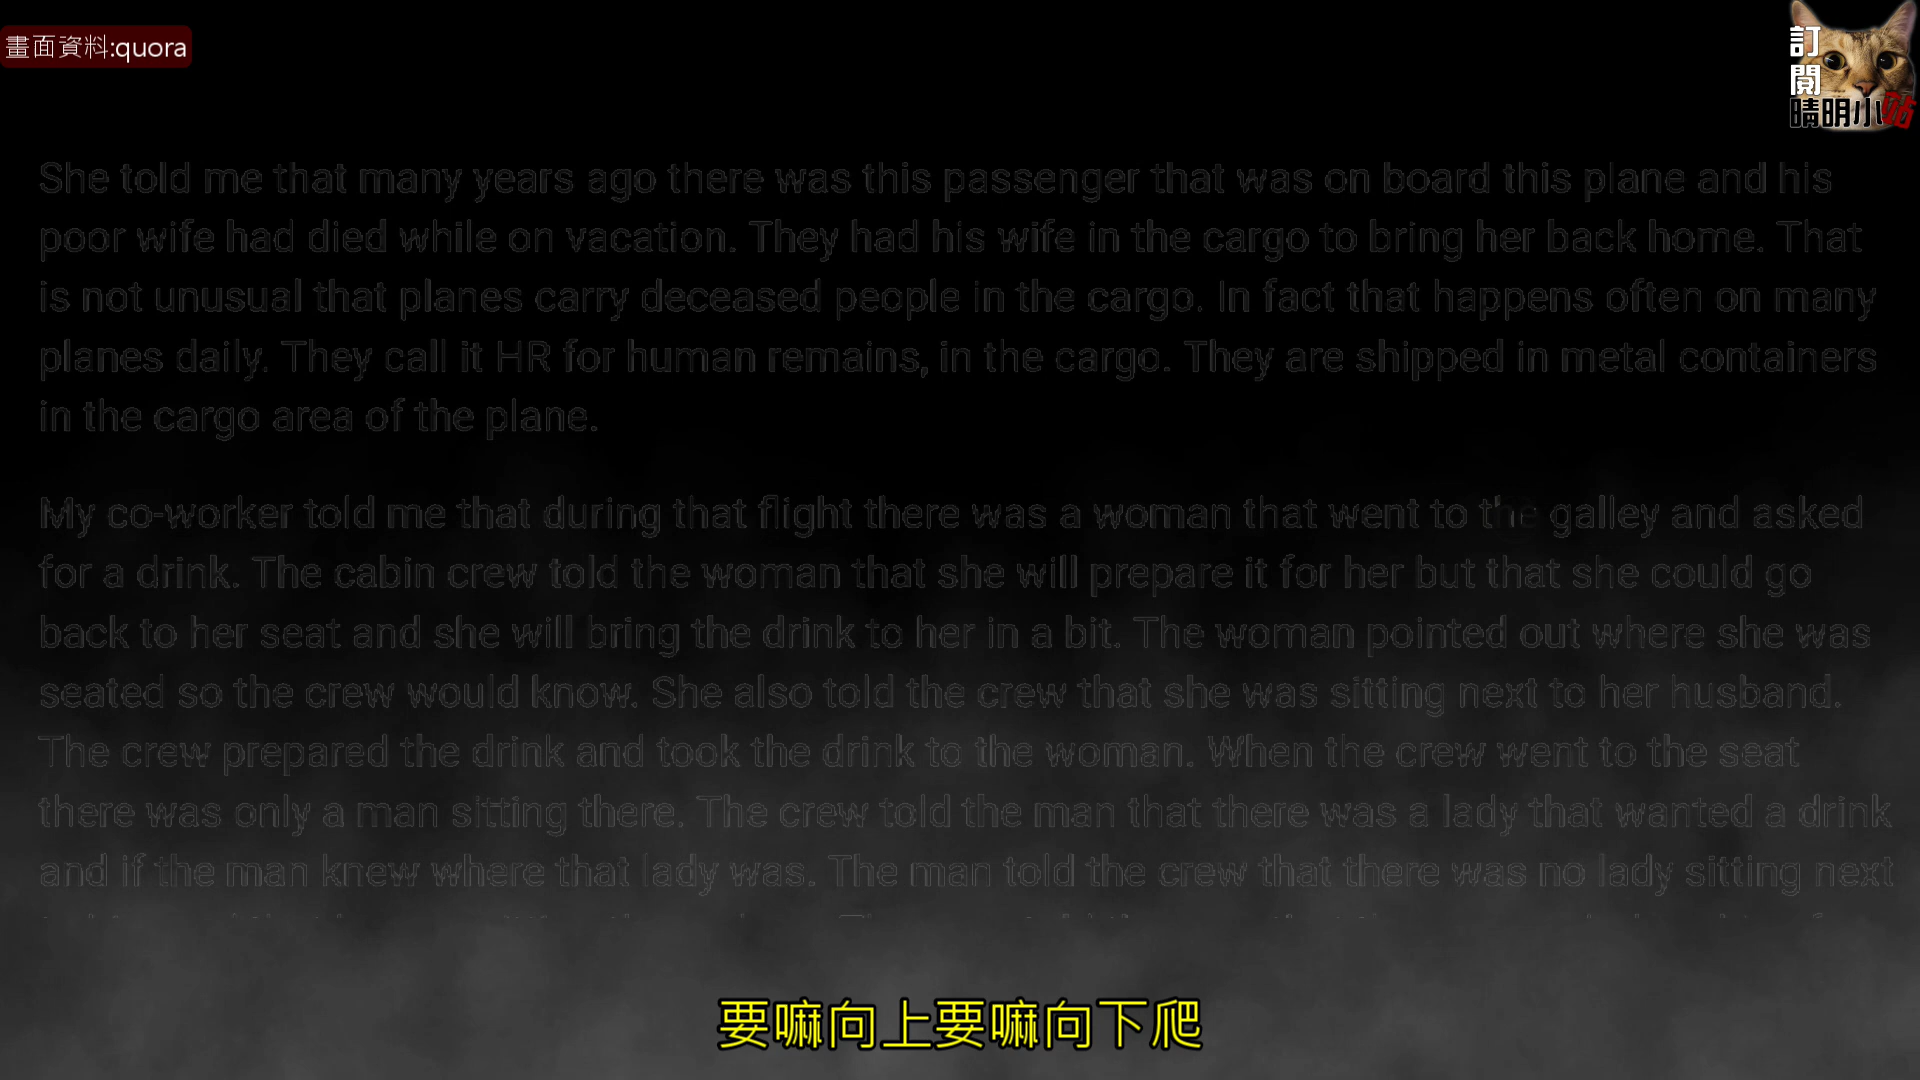 畫面資料:quora
訂
閱
晴明小站
She told me that many years ago there was this passenger that was on board this plane and his
poor wife had died while on vacation. They had his wife in the cargo to bring her back home. That
is not unusual that planes carry deceased people in the cargo. In fact that happens often on many
planes daily. They call it HR for human remains, in the cargo. They are shipped in metal containers
in the cargo area of the plane.
My co-worker told me that during that flight there was a woman that went to the galley and asked
for a drink. The cabin crew told the woman that she will prepare it for her but that she could go
back to her seat and she will bring the drink to her in a bit. The woman pointed out where she was
seated so the crew would know. She also told the crew that she was sitting next to her husband.
The crew prepared the drink and took the drink to the woman. When the crew went to the seat
there was only a man sitting there. The crew told the man that there was a lady that wanted a drink
and if the man knew where that lady was. The man told the crew that there was no lady sitting next
要嘛向上要嘛向下爬